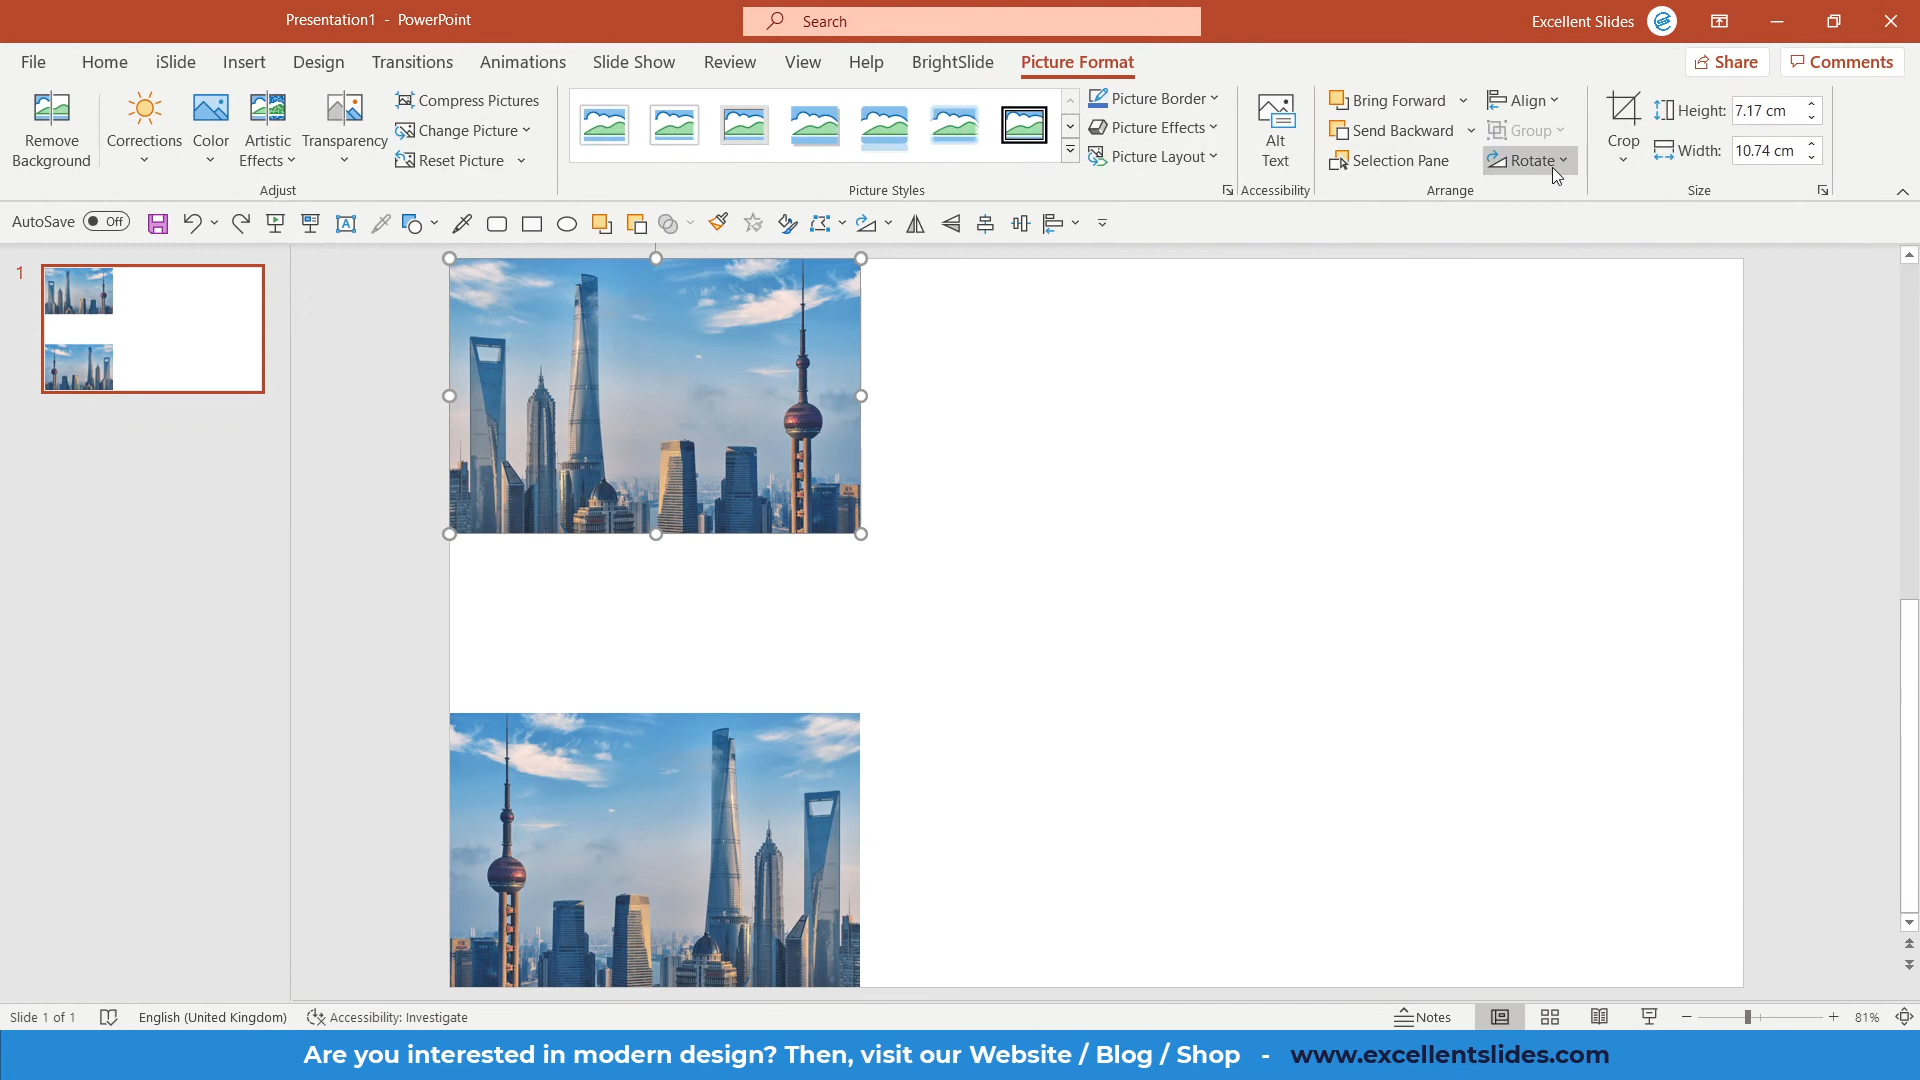 Presentation1 - PowerPoint
Search
Excellent Slides
File Home iSlide Insert Design Transitions Animations Slide Show Review View Help BrightSlide Picture Format
Share
Comments
Remove Background
Corrections
Color
Artistic Effects
Transparency
Compress Pictures
Change Picture
Reset Picture
Adjust
Picture Styles
Picture Border
Picture Effects
Picture Layout
Alt Text
Accessibility
Bring Forward
Send Backward
Selection Pane
Align
Group
Rotate
Arrange
Crop
Height: 7.17 cm
Width: 10.74 cm
Size
AutoSave Off
A
1
Slide 1 of 1
English (United Kingdom)
Accessibility: Investigate
Notes
81%
Are you interested in modern design? Then, visit our Website / Blog / Shop - www.excellentslides.com